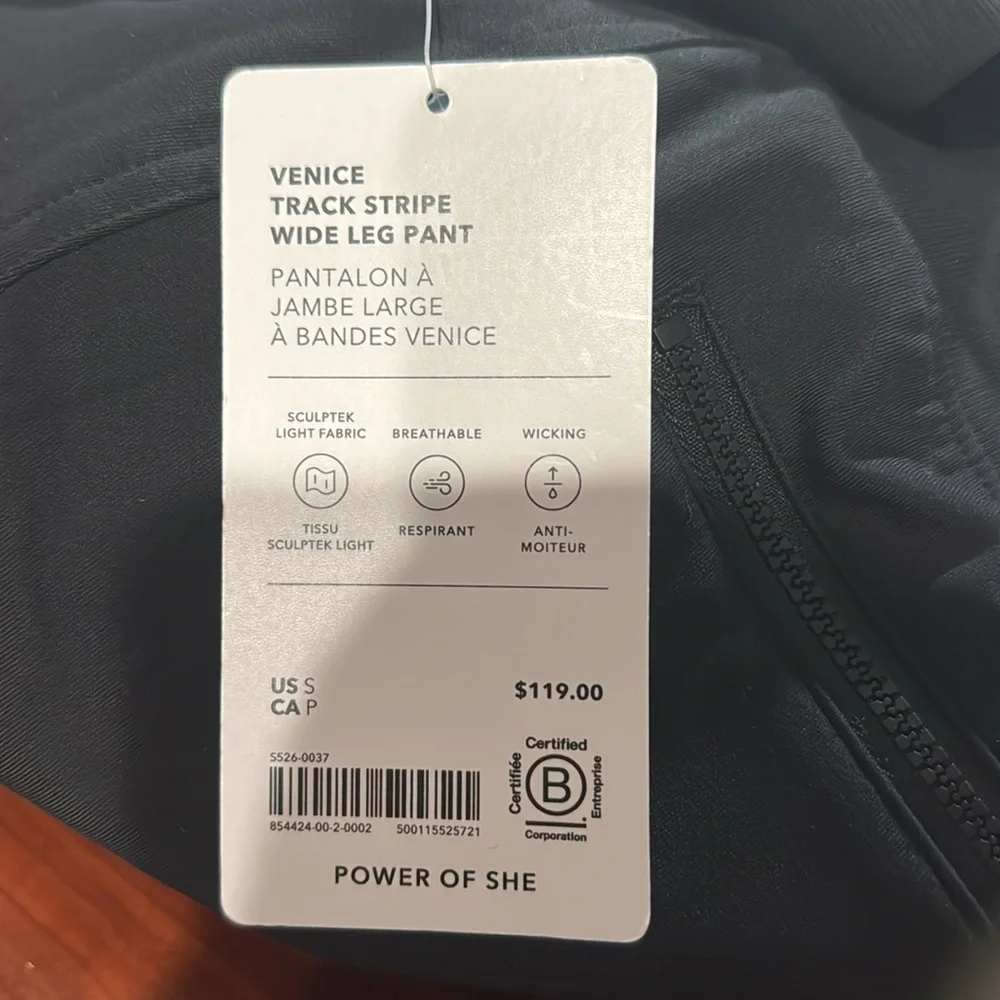 VENICE
TRACK STRIPE
WIDE LEG PANT
PANTALON À
JAMBE LARGE
À BANDES VENICE
SCULPTEK
LIGHT FABRIC
BREATHABLE
WICKING
TISSU
SCULPTEK LIGHT
RESPIRANT
ANTI-
MOITEUR
US S
CA P
$119.00
S526-0037
854424-00-2-0002 500115525721
Certified
Certifiée
B
Entreprise
Corporation
POWER OF SHE